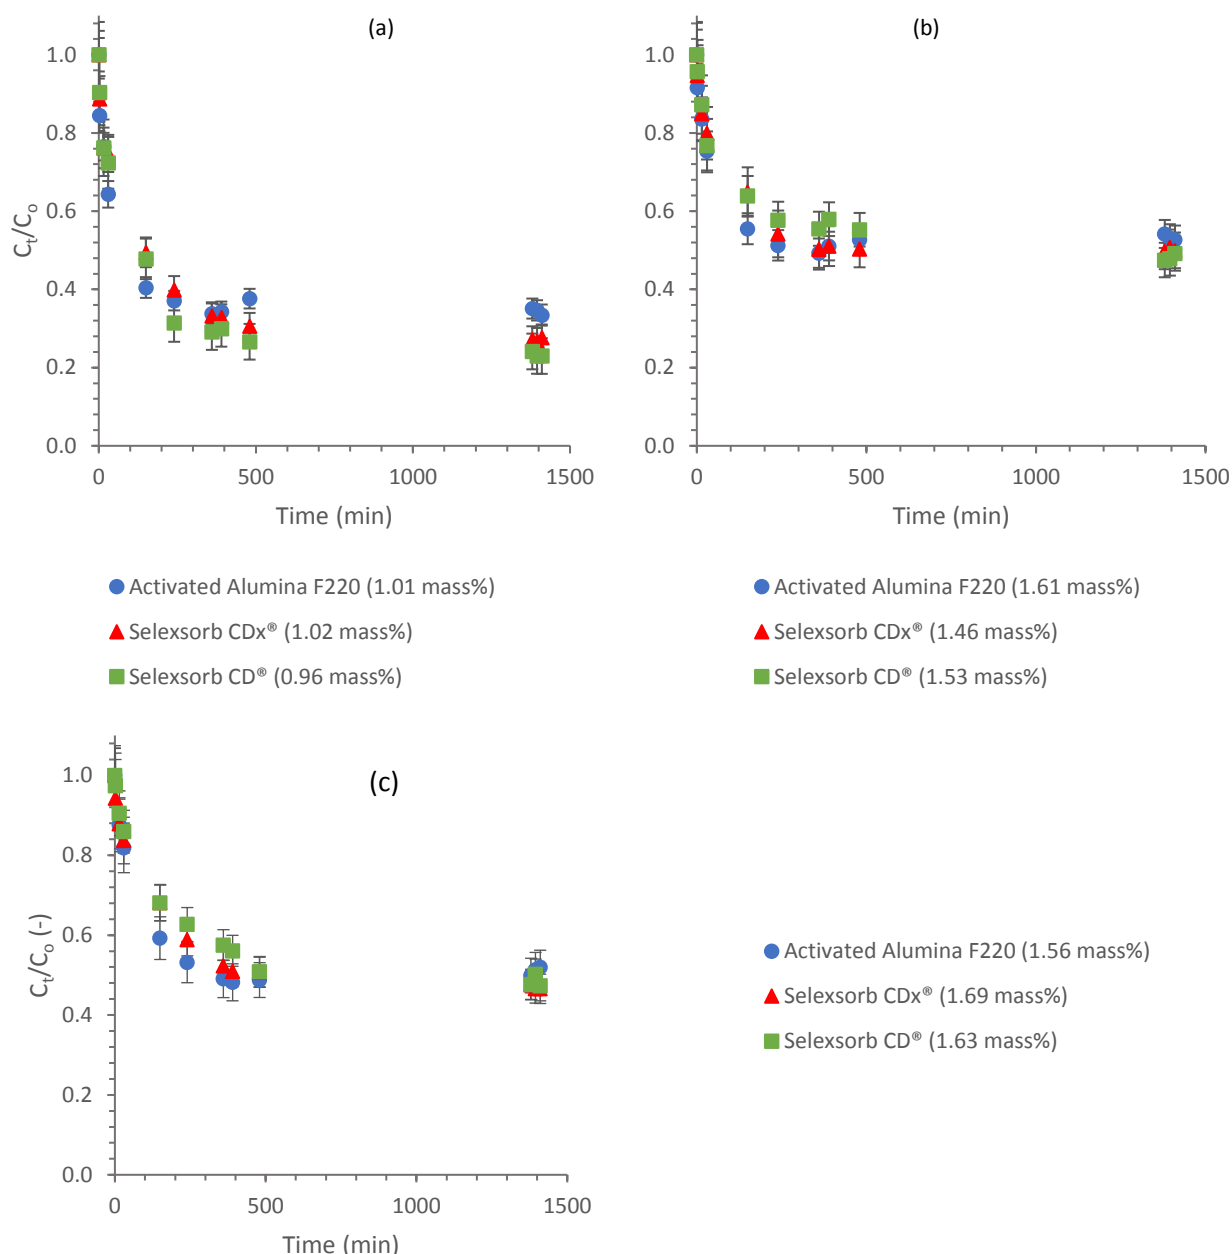 (a)
1.0
0.8
0.6
0.4
0.2
0.0
Ct/Co
0 500 1000 1500
Time (min)
Activated Alumina F220 (1.01 mass%)
Selexsorb CDx® (1.02 mass%)
Selexsorb CD® (0.96 mass%)
(b)
1.0
0.8
0.6
0.4
0.2
0.0
Ct/Co
0 500 1000 1500
Time (min)
Activated Alumina F220 (1.61 mass%)
Selexsorb CDx® (1.46 mass%)
Selexsorb CD® (1.53 mass%)
(c)
1.0
0.8
0.6
0.4
0.2
0.0
Ct/Co (-)
0 500 1000 1500
Time (min)
Activated Alumina F220 (1.56 mass%)
Selexsorb CDx® (1.69 mass%)
Selexsorb CD® (1.63 mass%)